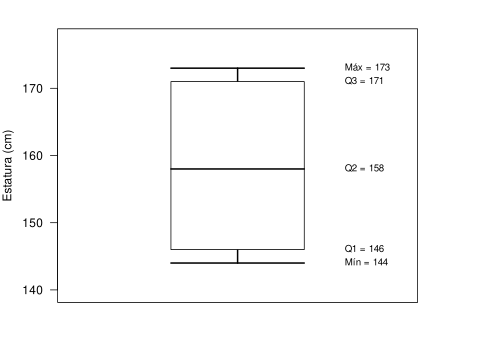 Estatura (cm)
170
160
150
140
Máx = 173
Q3 = 171
Q2 = 158
Q1 = 146
Mín = 144